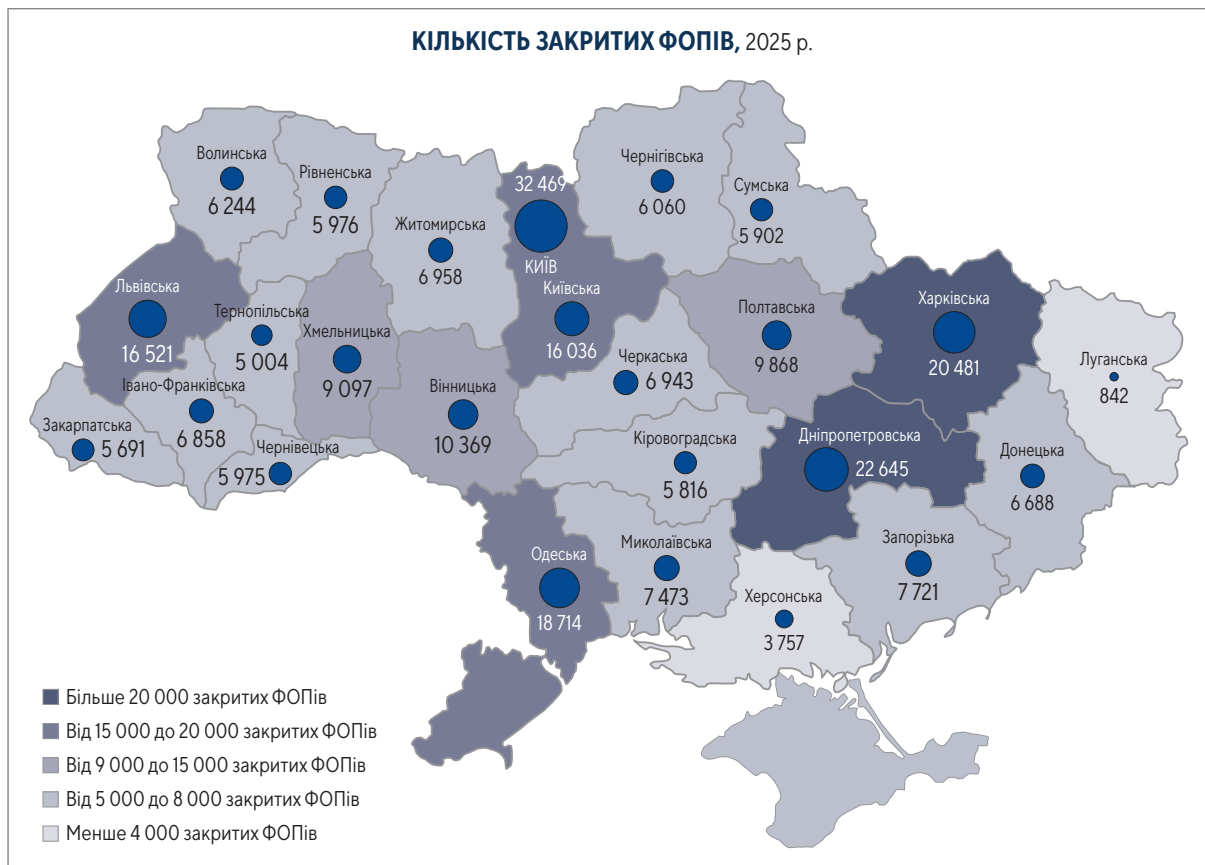 КІЛЬКІСТЬ ЗАКРИТИХ ФОПІВ, 2025 р.
Волинська
6 244
Рівненська
5 976
Житомирська
6 958
32 469
КИЇВ
Київська
16 036
Чернігівська
6 060
Сумська
5 902
Львівська
16 521
Тернопільська
5 004
Хмельницька
9 097
Вінницька
10 369
Черкаська
6 943
Полтавська
9 868
Харківська
20 481
Луганська
842
Івано-Франківська
6 858
Закарпатська
5 691
Чернівецька
5 975
Кіровоградська
5 816
Дніпропетровська
22 645
Донецька
6 688
Одеська
18 714
Миколаївська
7 473
Херсонська
3 757
Запорізька
7 721
Більше 20 000 закритих ФОПів
Від 15 000 до 20 000 закритих ФОПів
Від 9 000 до 15 000 закритих ФОПів
Від 5 000 до 8 000 закритих ФОПів
Менше 4 000 закритих ФОПів